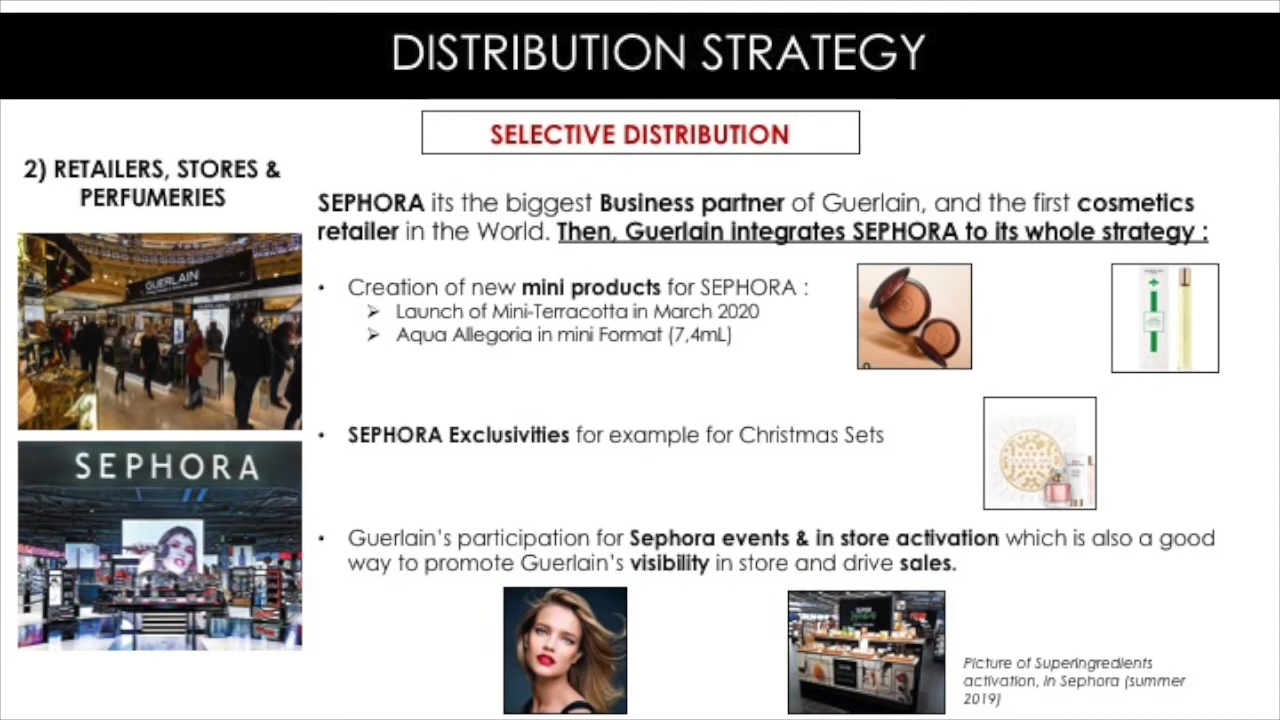 DISTRIBUTION STRATEGY
SELECTIVE DISTRIBUTION
2) RETAILERS, STORES &
PERFUMERIES
SEPHORA its the biggest Business partner of Guerlain, and the first cosmetics
retailer in the World. Then, Guerlain integrates SEPHORA to its whole strategy :
• Creation of new mini products for SEPHORA :
➢ Launch of Mini-Terracotta in March 2020
➢ Aqua Allegoria in mini Format (7,4mL)
GUERLAIN
• SEPHORA Exclusivities for example for Christmas Sets
SEPHORA
• Guerlain's participation for Sephora events & in store activation which is also a good
way to promote Guerlain's visibility in store and drive sales.
Picture of Superingredients
activation, in Sephora (summer
2019)